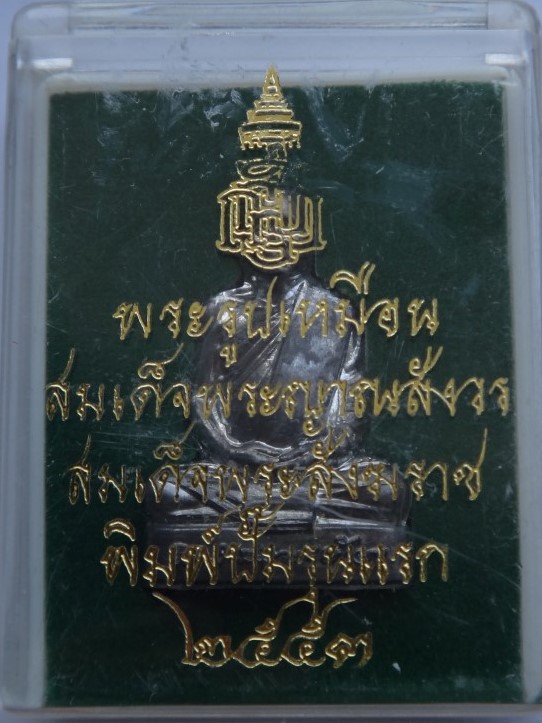 พระรูปเหมือน
สมเด็จพระญาณสังวร
สมเด็จพระสังฆราช
พิมพ์ปั๊มรุ่นแรก
๒๕๕๓